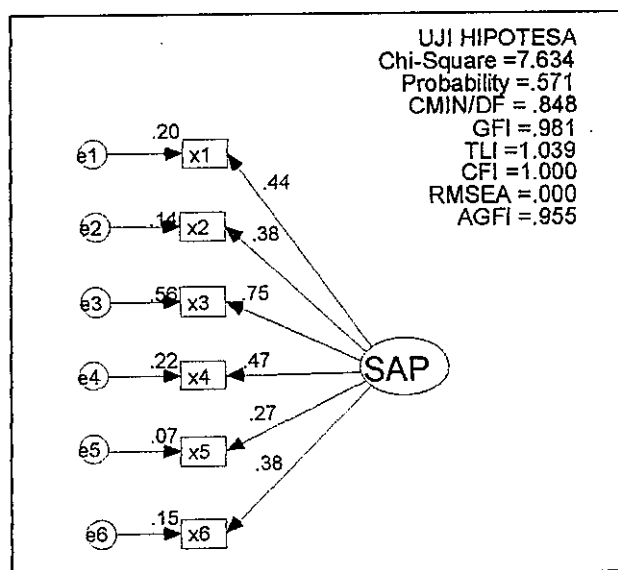 UJI HIPOTESA
Chi-Square =7.634
Probability =.571
CMIN/DF = .848
GFI =.981
TLI =1.039
CFI =1.000
RMSEA =.000
AGFI =.955
.20
e1 x1
.44
.14
e2 x2
.38
.56
e3 x3
.75
.22
e4 x4
.47
SAP
.07
e5 x5
.27
.15
e6 x6
.38